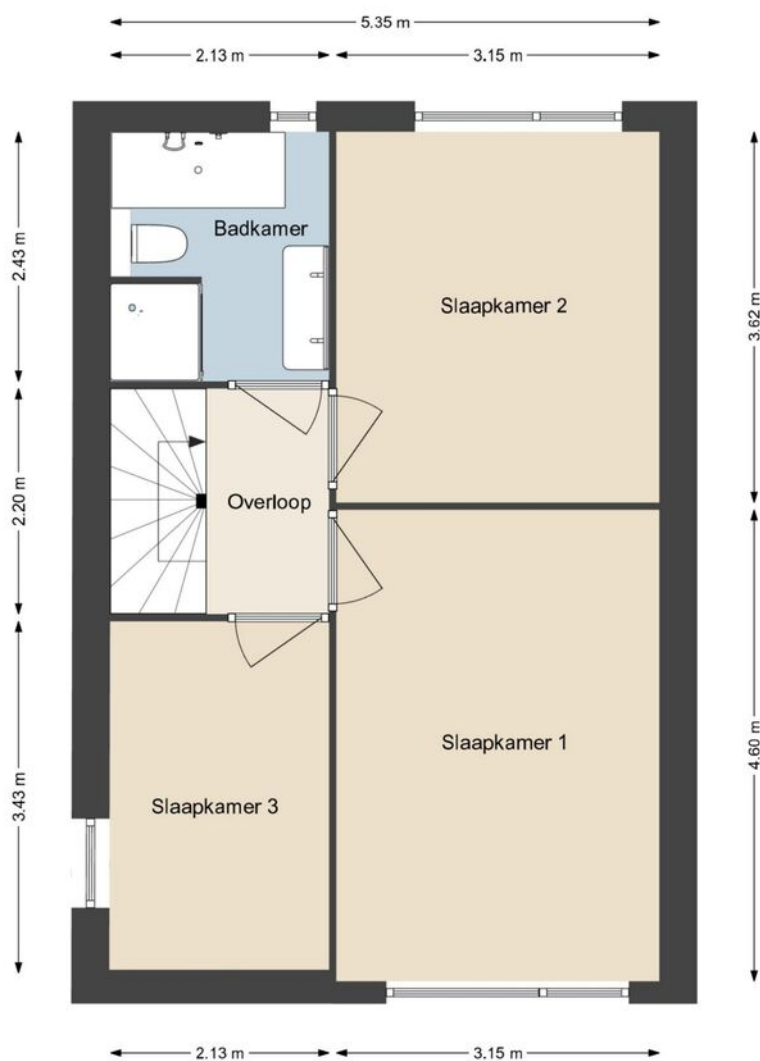 5.35 m
2.13 m
3.15 m
Badkamer
2.43 m
Slaapkamer 2
3.62 m
Overloop
2.20 m
Slaapkamer 1
4.60 m
Slaapkamer 3
3.43 m
2.13 m
3.15 m